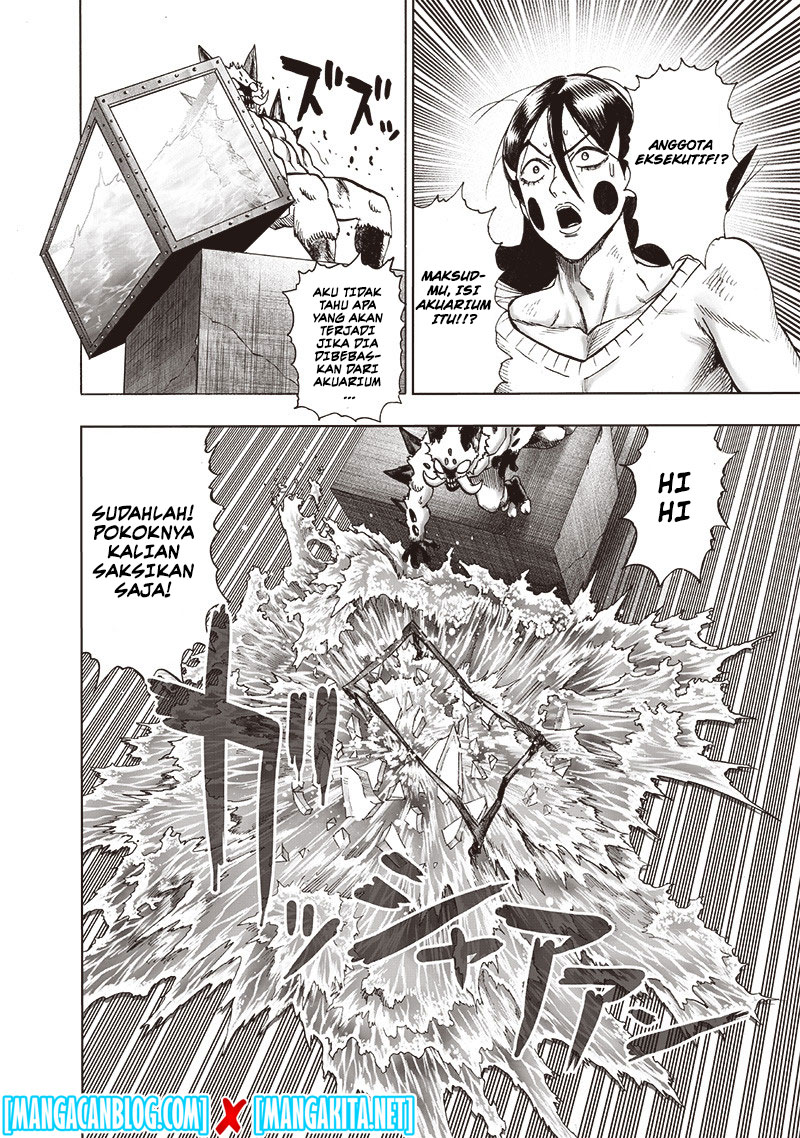 ANGGOTA
EKSEKUTIF!?
MAKSUD-
MU, ISI
AKUARIUM
ITU!!?
ズズ゙
AKU TIDAK
TAHU APA
YANG AKAN
TERJADI
JIKA DIA
DIBEBAS-
KAN DARI
AKUARIUM
...
HI
HI
SUDAHLAH!
POKOKNYA
KALIAN
SAKSIKAN
SAJA!
ガシャアアン
[MANGACANBLOG.COM] X [MANGAKITA.NET]